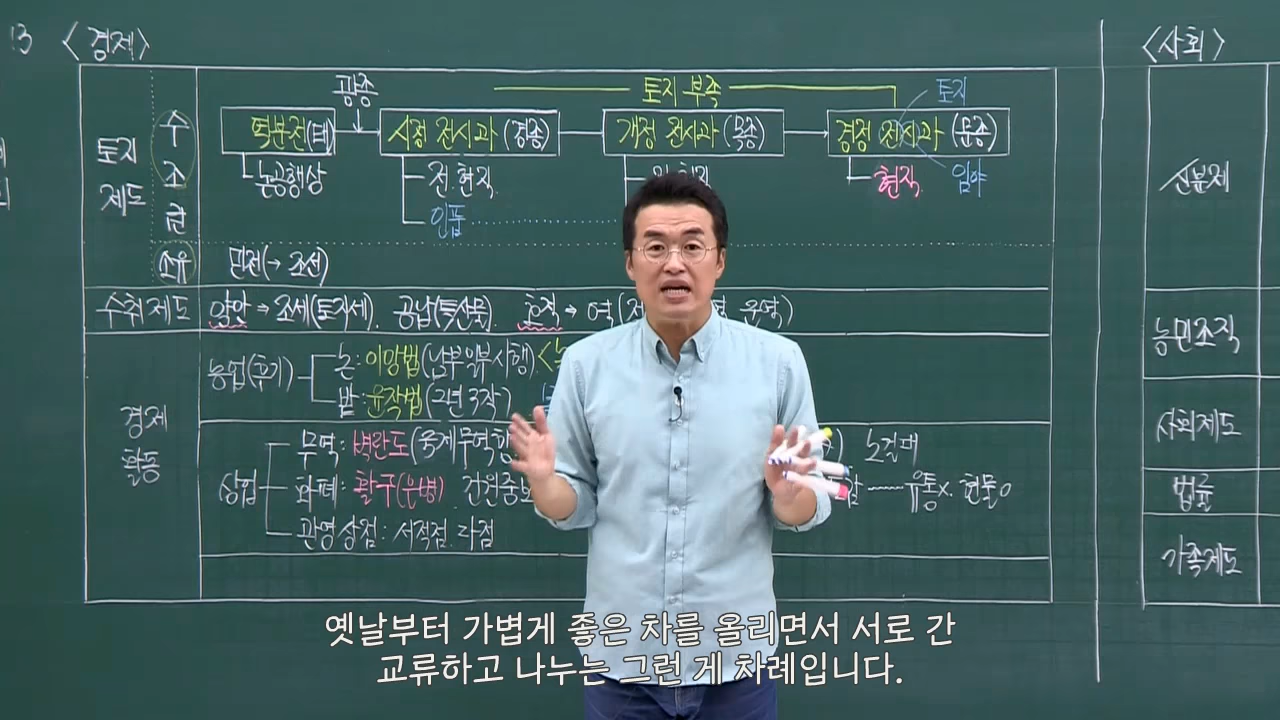 13 <경제>
<사회>
광종
토지 부족
토지
역분전(태)
시정 전시과(경종)
개정 전시과(목종)
경정 전시과(문종)
논공행상
전.현직
현직
임야
인품
토지 제도
수조권
소유
민전(→ 조선)
수취제도
양안 → 조세(토지세). 공납(특산물). 호적 → 역
농업(후기)
논: 이앙법(남부일부시행)
밭: 윤작법(2년3작)
경제 활동
상업
무역: 벽란도(국제무역항
노걸대
화폐: 활구(은병) 건원중보
유통x. 현물o
관영상점: 서적점. 다점
신분제
농민조직
사회제도
법률
가족제도
옛날부터 가볍게 좋은 차를 올리면서 서로 간
교류하고 나누는 그런 게 차례입니다.